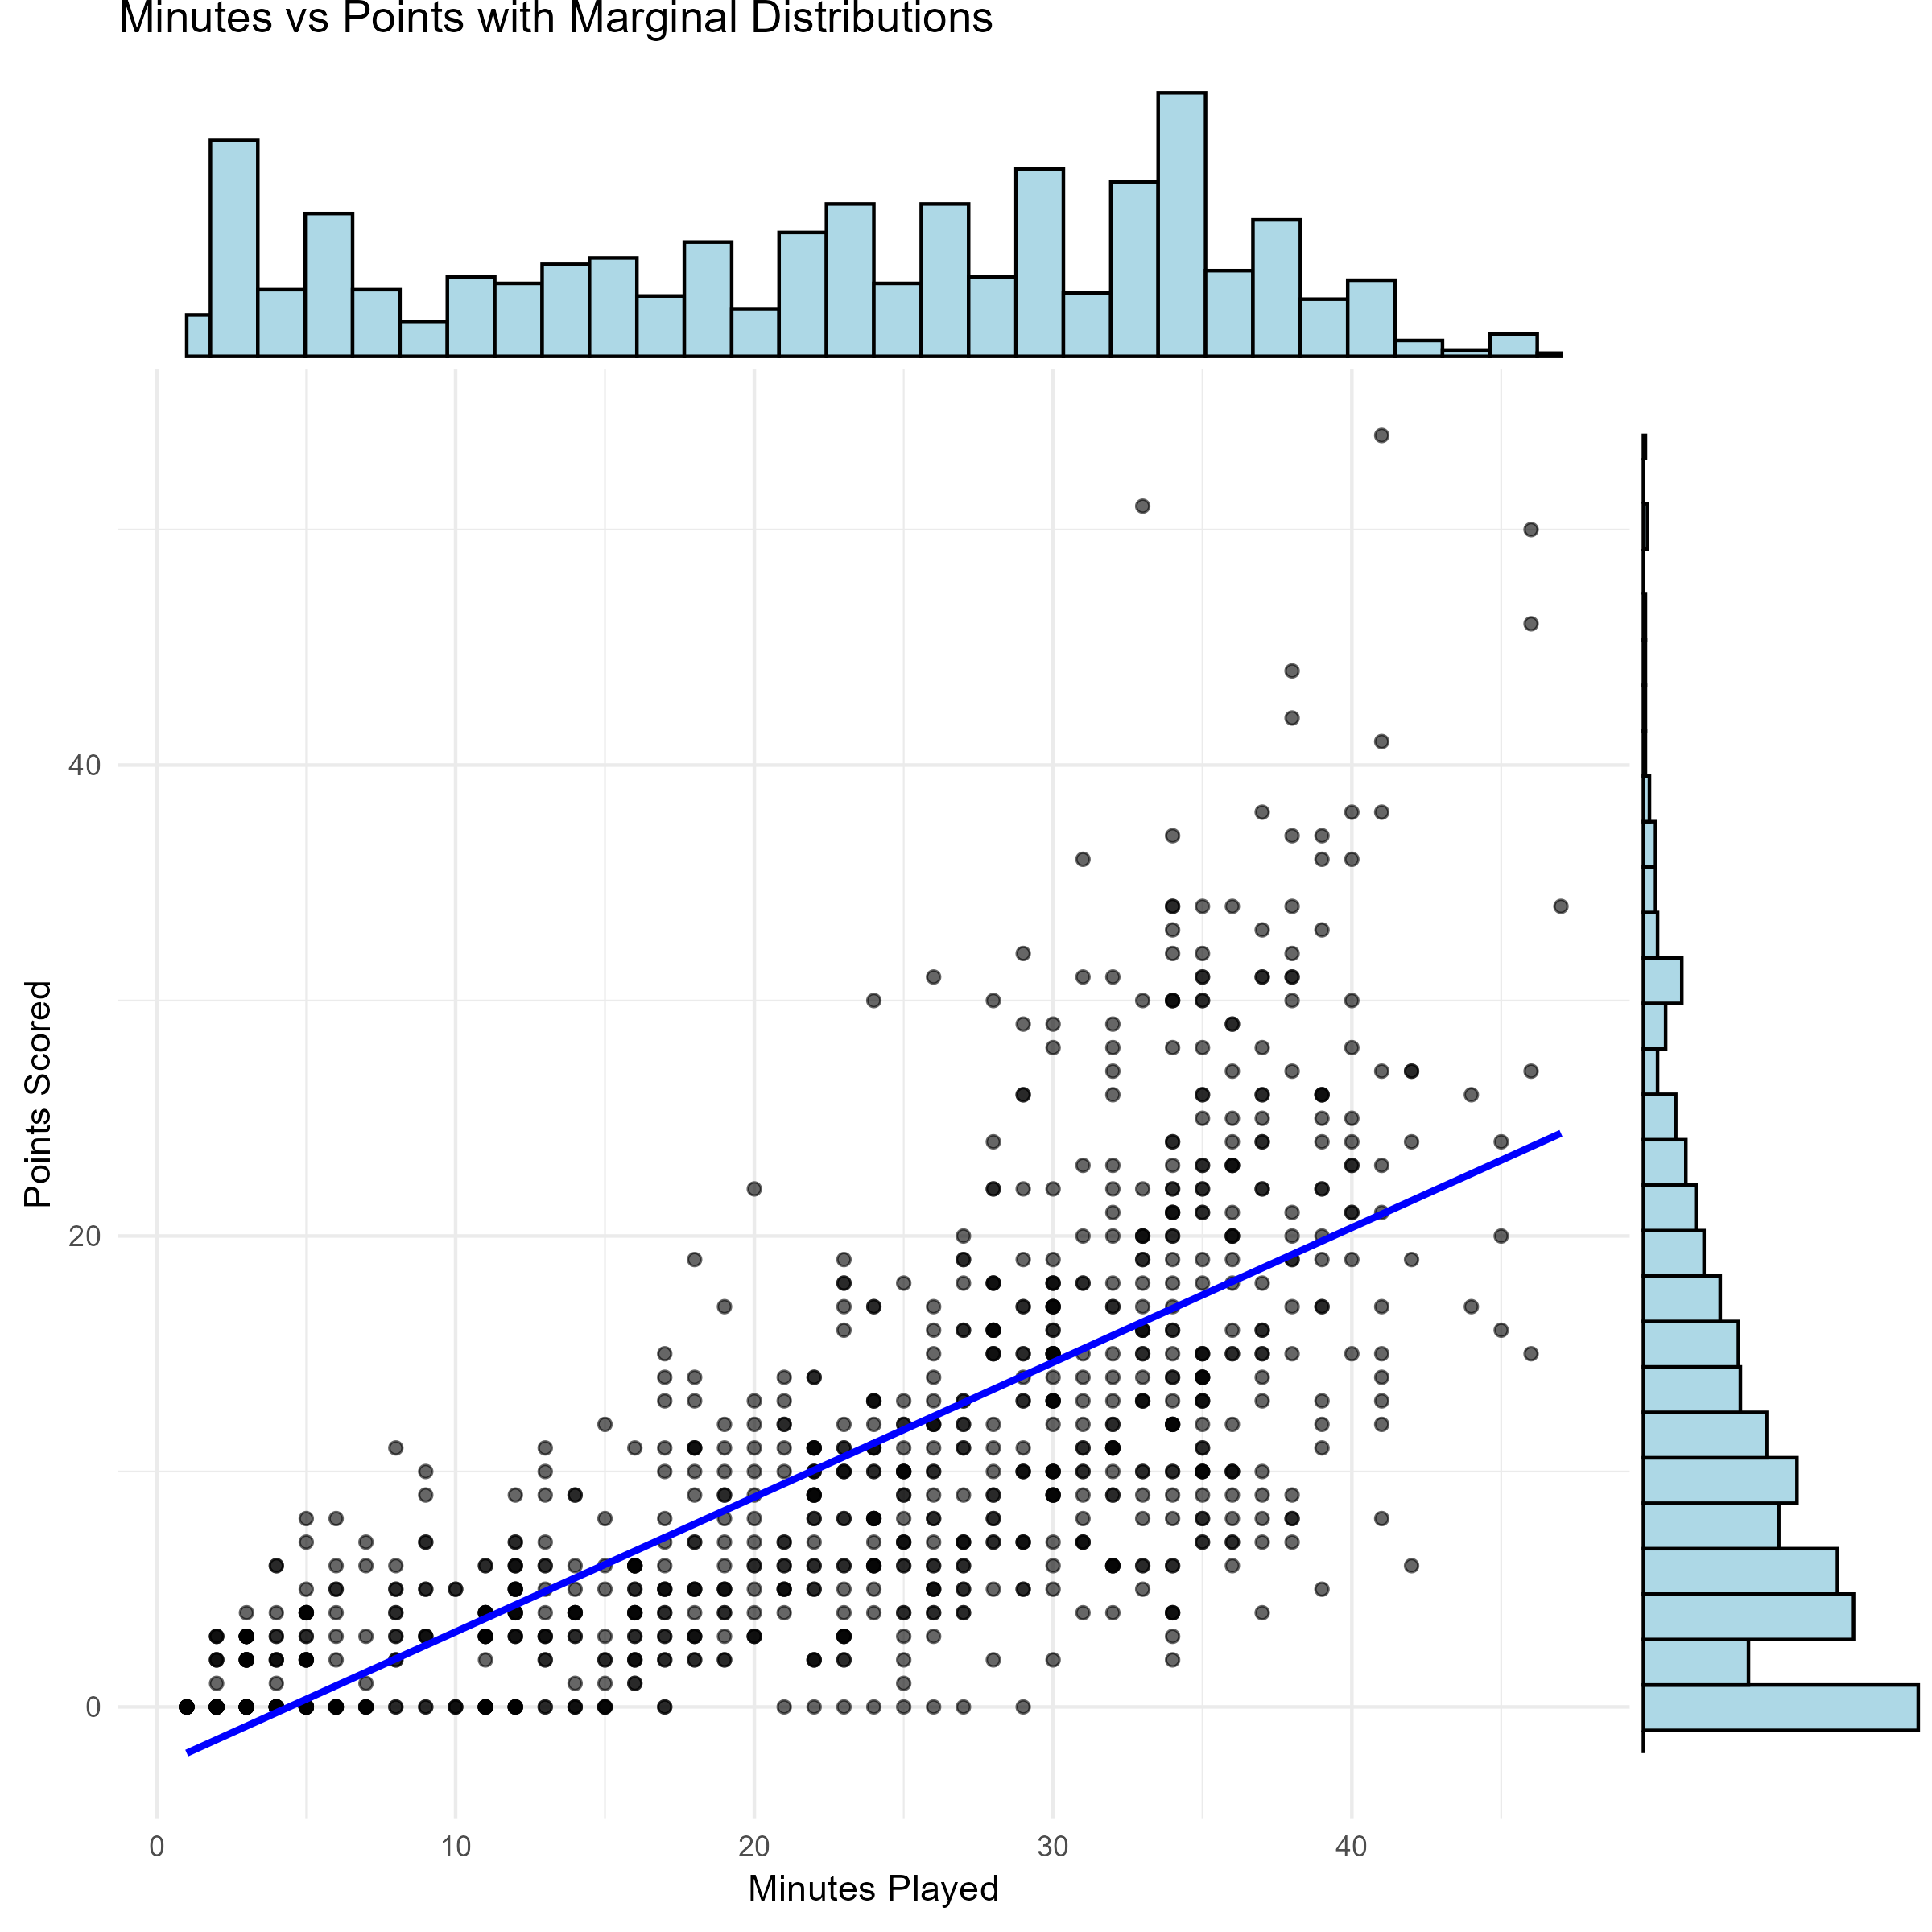 Minutes vs Points with Marginal Distributions
Points Scored
40
20
0
0 10 20 30 40
Minutes Played